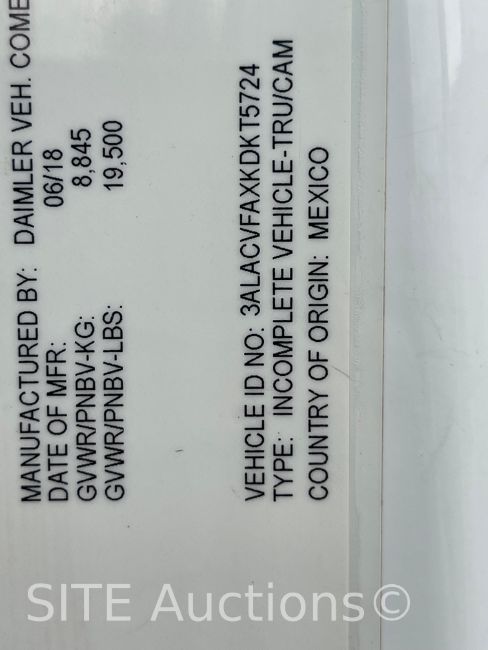 MANUFACTURED BY: DAIMLER VEH. COME
DATE OF MFR: 06/18
GVWR/PNBV-KG: 8,845
GVWR/PNBV-LBS: 19,500
VEHICLE ID NO: 3ALACVFAXKDKT5724
TYPE: INCOMPLETE VEHICLE-TRU/CAM
COUNTRY OF ORIGIN: MEXICO
SITE Auctions©